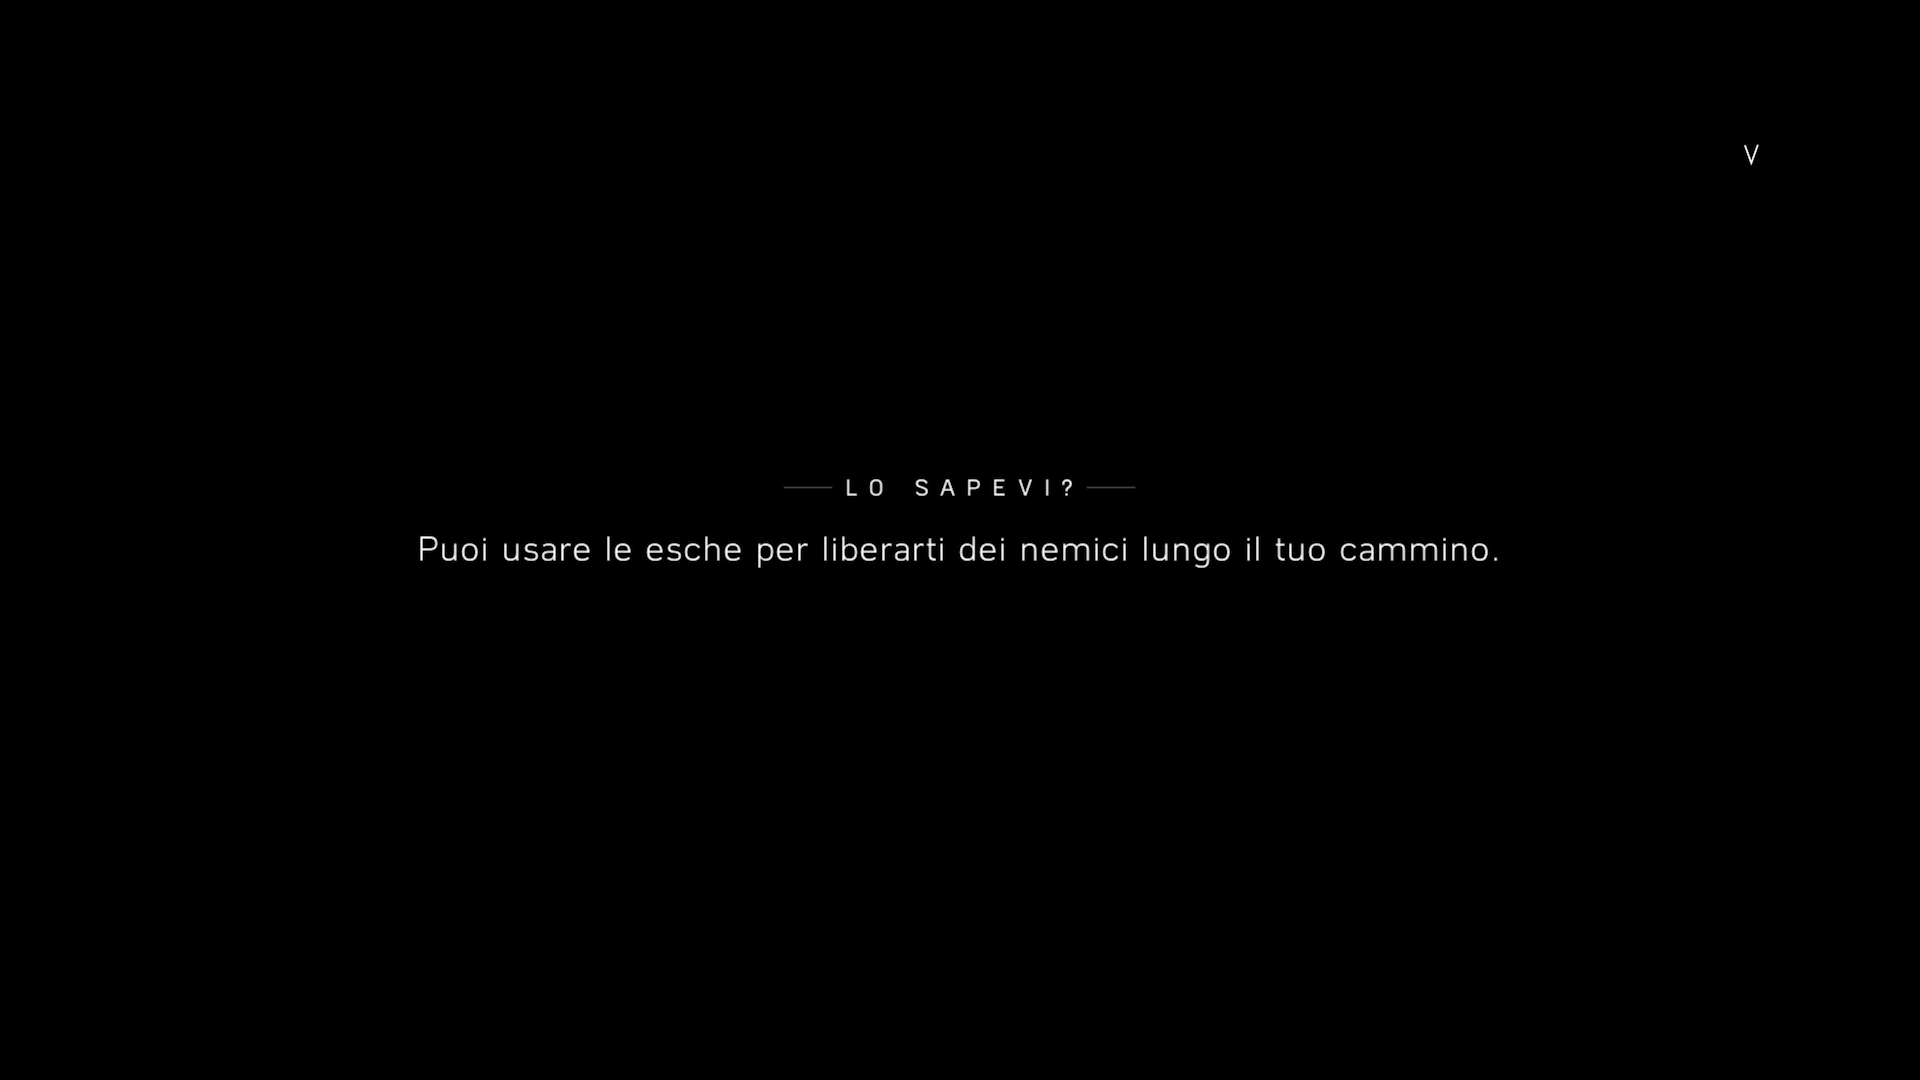 V
LO SAPEVI?
Puoi usare le esche per liberarti dei nemici lungo il tuo cammino.